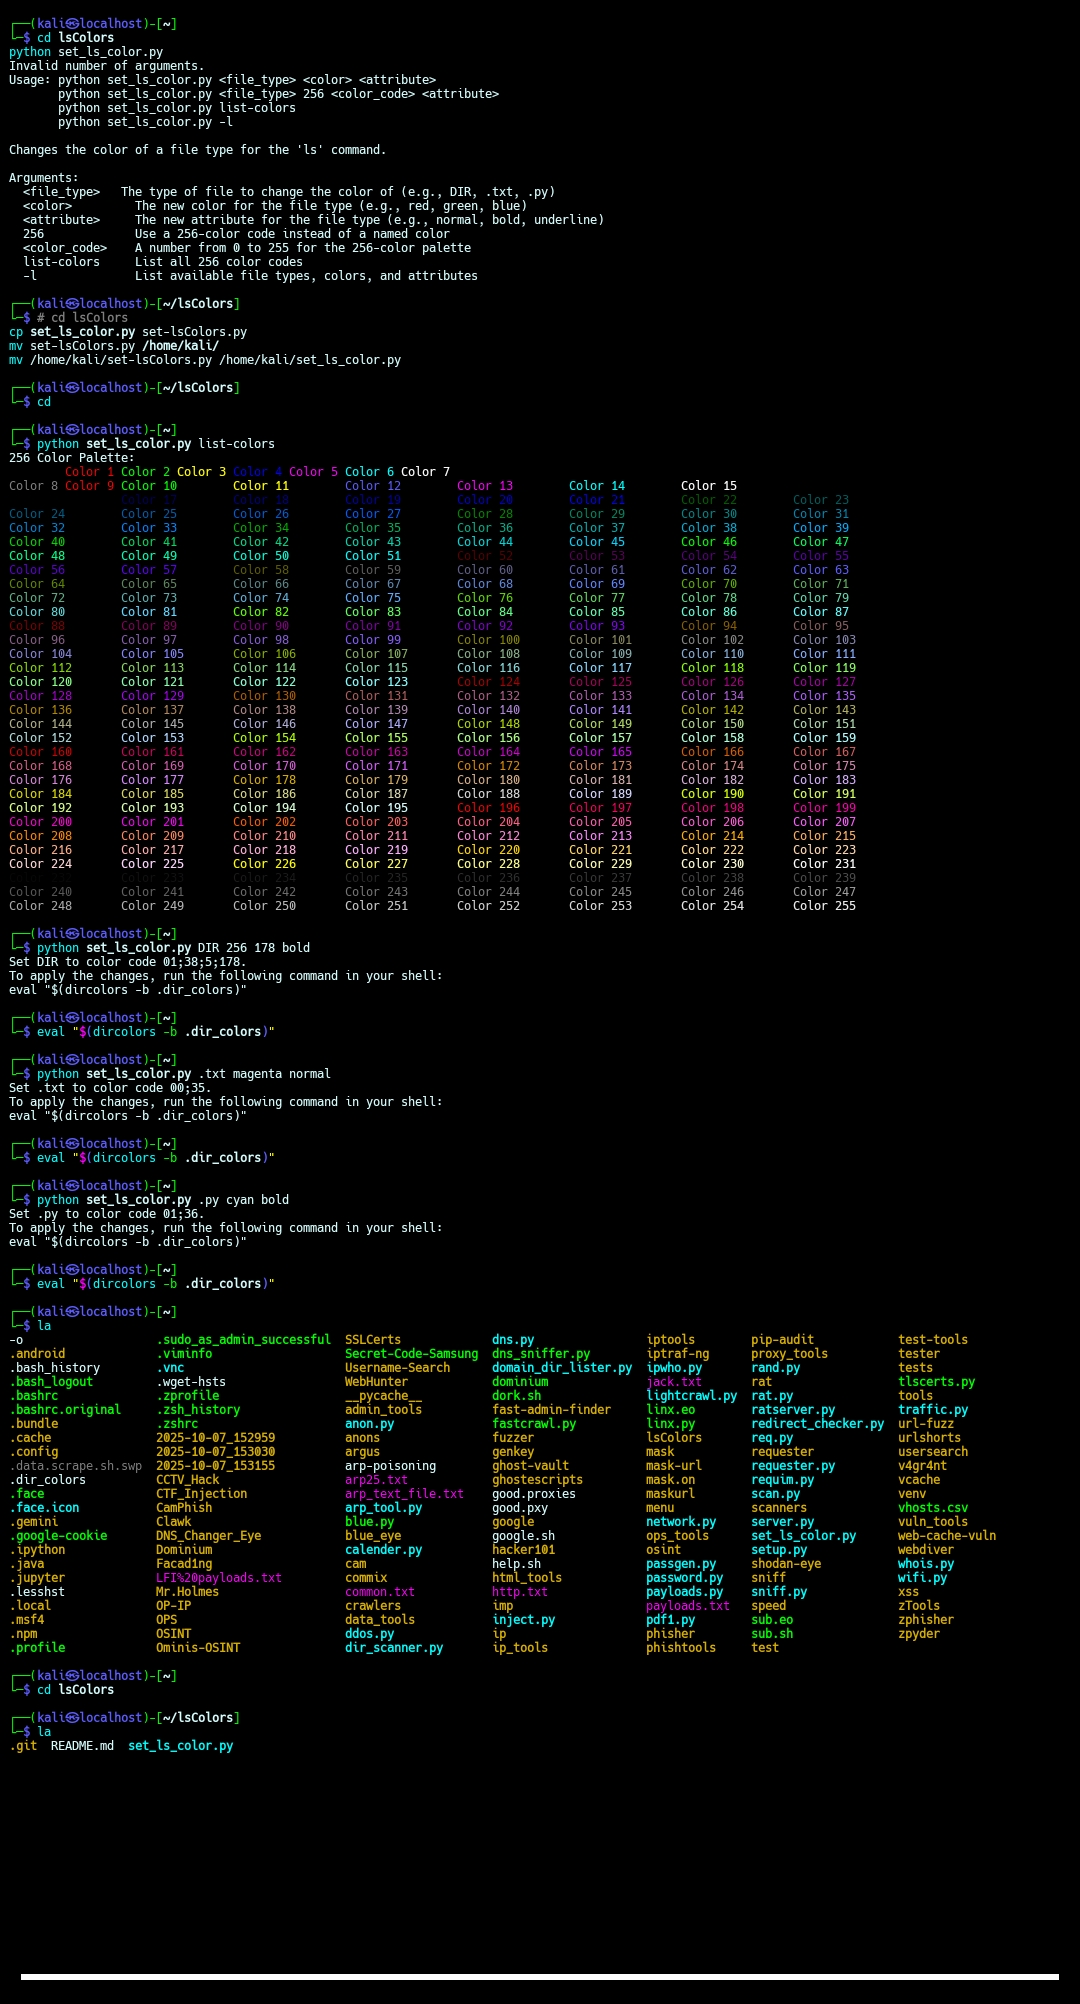 ┌──(kali㉿localhost)-[~]
└─$ cd lsColors
python set_ls_color.py
Invalid number of arguments.
Usage: python set_ls_color.py <file_type> <color> <attribute>
       python set_ls_color.py <file_type> 256 <color_code> <attribute>
       python set_ls_color.py list-colors
       python set_ls_color.py -l
Changes the color of a file type for the 'ls' command.
Arguments:
  <file_type>   The type of file to change the color of (e.g., DIR, .txt, .py)
  <color>         The new color for the file type (e.g., red, green, blue)
  <attribute>     The new attribute for the file type (e.g., normal, bold, underline)
  256             Use a 256-color code instead of a named color
  <color_code>    A number from 0 to 255 for the 256-color palette
  list-colors     List all 256 color codes
  -l              List available file types, colors, and attributes
┌──(kali㉿localhost)-[~/lsColors]
└─$ # cd lsColors
cp set_ls_color.py set-lsColors.py
mv set-lsColors.py /home/kali/
mv /home/kali/set-lsColors.py /home/kali/set_ls_color.py
┌──(kali㉿localhost)-[~/lsColors]
└─$ cd
┌──(kali㉿localhost)-[~]
└─$ python set_ls_color.py list-colors
256 Color Palette:
Color 1 Color 2 Color 3 Color 4 Color 5 Color 6 Color 7
Color 8 Color 9 Color 10 Color 11 Color 12 Color 13 Color 14 Color 15
Color 17 Color 18 Color 19 Color 20 Color 21 Color 22 Color 23
Color 24 Color 25 Color 26 Color 27 Color 28 Color 29 Color 30 Color 31
Color 32 Color 33 Color 34 Color 35 Color 36 Color 37 Color 38 Color 39
Color 40 Color 41 Color 42 Color 43 Color 44 Color 45 Color 46 Color 47
Color 48 Color 49 Color 50 Color 51 Color 52 Color 53 Color 54 Color 55
Color 56 Color 57 Color 58 Color 59 Color 60 Color 61 Color 62 Color 63
Color 64 Color 65 Color 66 Color 67 Color 68 Color 69 Color 70 Color 71
Color 72 Color 73 Color 74 Color 75 Color 76 Color 77 Color 78 Color 79
Color 80 Color 81 Color 82 Color 83 Color 84 Color 85 Color 86 Color 87
Color 88 Color 89 Color 90 Color 91 Color 92 Color 93 Color 94 Color 95
Color 96 Color 97 Color 98 Color 99 Color 100 Color 101 Color 102 Color 103
Color 104 Color 105 Color 106 Color 107 Color 108 Color 109 Color 110 Color 111
Color 112 Color 113 Color 114 Color 115 Color 116 Color 117 Color 118 Color 119
Color 120 Color 121 Color 122 Color 123 Color 124 Color 125 Color 126 Color 127
Color 128 Color 129 Color 130 Color 131 Color 132 Color 133 Color 134 Color 135
Color 136 Color 137 Color 138 Color 139 Color 140 Color 141 Color 142 Color 143
Color 144 Color 145 Color 146 Color 147 Color 148 Color 149 Color 150 Color 151
Color 152 Color 153 Color 154 Color 155 Color 156 Color 157 Color 158 Color 159
Color 160 Color 161 Color 162 Color 163 Color 164 Color 165 Color 166 Color 167
Color 168 Color 169 Color 170 Color 171 Color 172 Color 173 Color 174 Color 175
Color 176 Color 177 Color 178 Color 179 Color 180 Color 181 Color 182 Color 183
Color 184 Color 185 Color 186 Color 187 Color 188 Color 189 Color 190 Color 191
Color 192 Color 193 Color 194 Color 195 Color 196 Color 197 Color 198 Color 199
Color 200 Color 201 Color 202 Color 203 Color 204 Color 205 Color 206 Color 207
Color 208 Color 209 Color 210 Color 211 Color 212 Color 213 Color 214 Color 215
Color 216 Color 217 Color 218 Color 219 Color 220 Color 221 Color 222 Color 223
Color 224 Color 225 Color 226 Color 227 Color 228 Color 229 Color 230 Color 231
Color 233 Color 234 Color 235 Color 236 Color 237 Color 238 Color 239
Color 240 Color 241 Color 242 Color 243 Color 244 Color 245 Color 246 Color 247
Color 248 Color 249 Color 250 Color 251 Color 252 Color 253 Color 254 Color 255
┌──(kali㉿localhost)-[~]
└─$ python set_ls_color.py DIR 256 178 bold
Set DIR to color code 01;38;5;178.
To apply the changes, run the following command in your shell:
eval "$(dircolors -b .dir_colors)"
┌──(kali㉿localhost)-[~]
└─$ eval "$(dircolors -b .dir_colors)"
┌──(kali㉿localhost)-[~]
└─$ python set_ls_color.py .txt magenta normal
Set .txt to color code 00;35.
To apply the changes, run the following command in your shell:
eval "$(dircolors -b .dir_colors)"
┌──(kali㉿localhost)-[~]
└─$ eval "$(dircolors -b .dir_colors)"
┌──(kali㉿localhost)-[~]
└─$ python set_ls_color.py .py cyan bold
Set .py to color code 01;36.
To apply the changes, run the following command in your shell:
eval "$(dircolors -b .dir_colors)"
┌──(kali㉿localhost)-[~]
└─$ eval "$(dircolors -b .dir_colors)"
┌──(kali㉿localhost)-[~]
└─$ la
-o .sudo_as_admin_successful SSLCerts dns.py iptools pip-audit test-tools
.android .viminfo Secret-Code-Samsung dns_sniffer.py iptraf-ng proxy_tools tester
.bash_history .vnc Username-Search domain_dir_lister.py ipwho.py rand.py tests
.bash_logout .wget-hsts WebHunter dominium jack.txt rat tlscerts.py
.bashrc .zprofile __pycache__ dork.sh lightcrawl.py rat.py tools
.bashrc.original .zsh_history admin_tools fast-admin-finder linx.eo ratserver.py traffic.py
.bundle .zshrc anon.py fastcrawl.py linx.py redirect_checker.py url-fuzz
.cache 2025-10-07_152959 anons fuzzer lsColors req.py urlshorts
.config 2025-10-07_153030 argus genkey mask requester usersearch
.data.scrape.sh.swp 2025-10-07_153155 arp-poisoning ghost-vault mask-url requester.py v4gr4nt
.dir_colors CCTV_Hack arp25.txt ghostescripts mask.on requim.py vcache
.face CTF_Injection arp_text_file.txt good.proxies maskurl scan.py venv
.face.icon CamPhish arp_tool.py good.pxy menu scanners vhosts.csv
.gemini Clawk blue.py google network.py server.py vuln_tools
.google-cookie DNS_Changer_Eye blue_eye google.sh ops_tools set_ls_color.py web-cache-vuln
.ipython Dominium calender.py hacker101 osint setup.py webdiver
.java Facad1ng cam help.sh passgen.py shodan-eye whois.py
.jupyter LFI%20payloads.txt commix html_tools password.py sniff wifi.py
.lesshst Mr.Holmes common.txt http.txt payloads.py sniff.py xss
.local OP-IP crawlers imp payloads.txt speed zTools
.msf4 OPS data_tools inject.py pdf1.py sub.eo zphisher
.npm OSINT ddos.py ip phisher sub.sh zpyder
.profile Ominis-OSINT dir_scanner.py ip_tools phishtools test
┌──(kali㉿localhost)-[~]
└─$ cd lsColors
┌──(kali㉿localhost)-[~/lsColors]
└─$ la
.git  README.md  set_ls_color.py